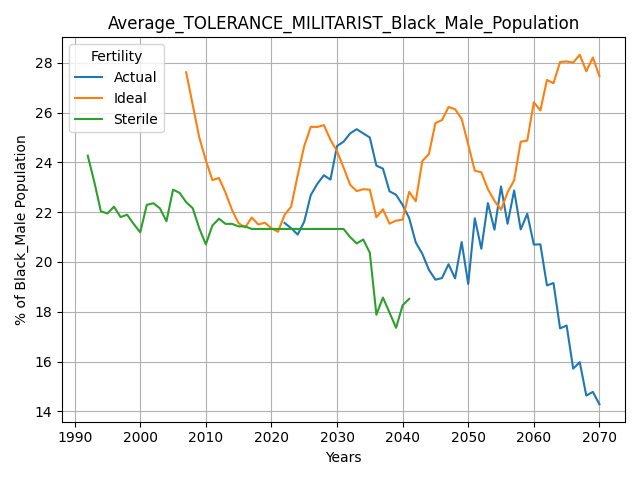 Average_TOLERANCE_MILITARIST_Black_Male_Population
Fertility
Actual
Ideal
Sterile
% of Black_Male Population
28
26
24
22
20
18
16
14
1990
2000
2010
2020
2030
2040
2050
2060
2070
Years